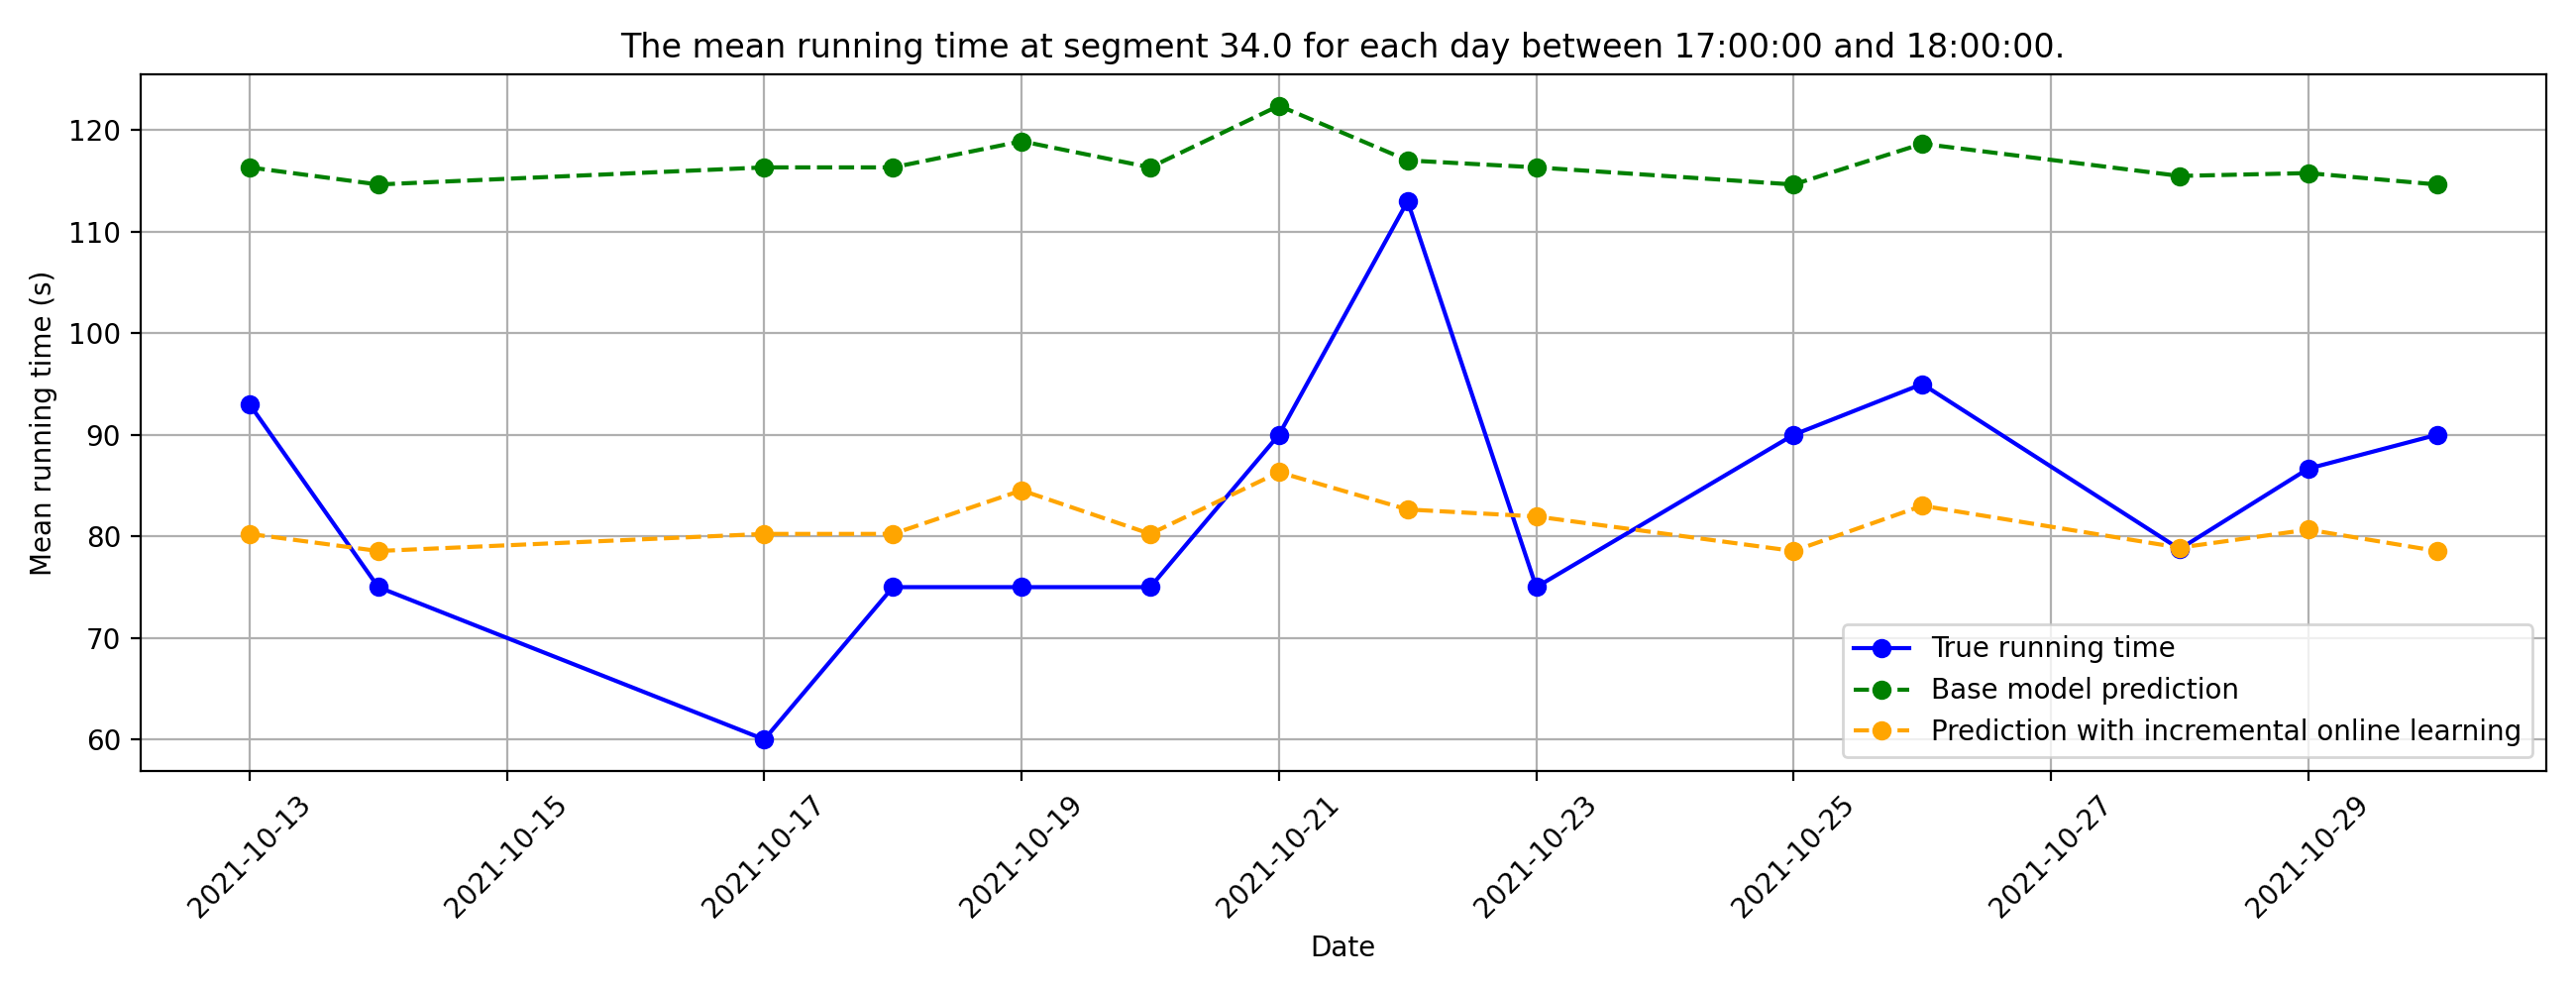 The mean running time at segment 34.0 for each day between 17:00:00 and 18:00:00.
Mean running time (s)
120
110
100
90
80
70
60
True running time
Base model prediction
Prediction with incremental online learning
2021-10-13
2021-10-15
2021-10-17
2021-10-19
2021-10-21
2021-10-23
2021-10-25
2021-10-27
2021-10-29
Date